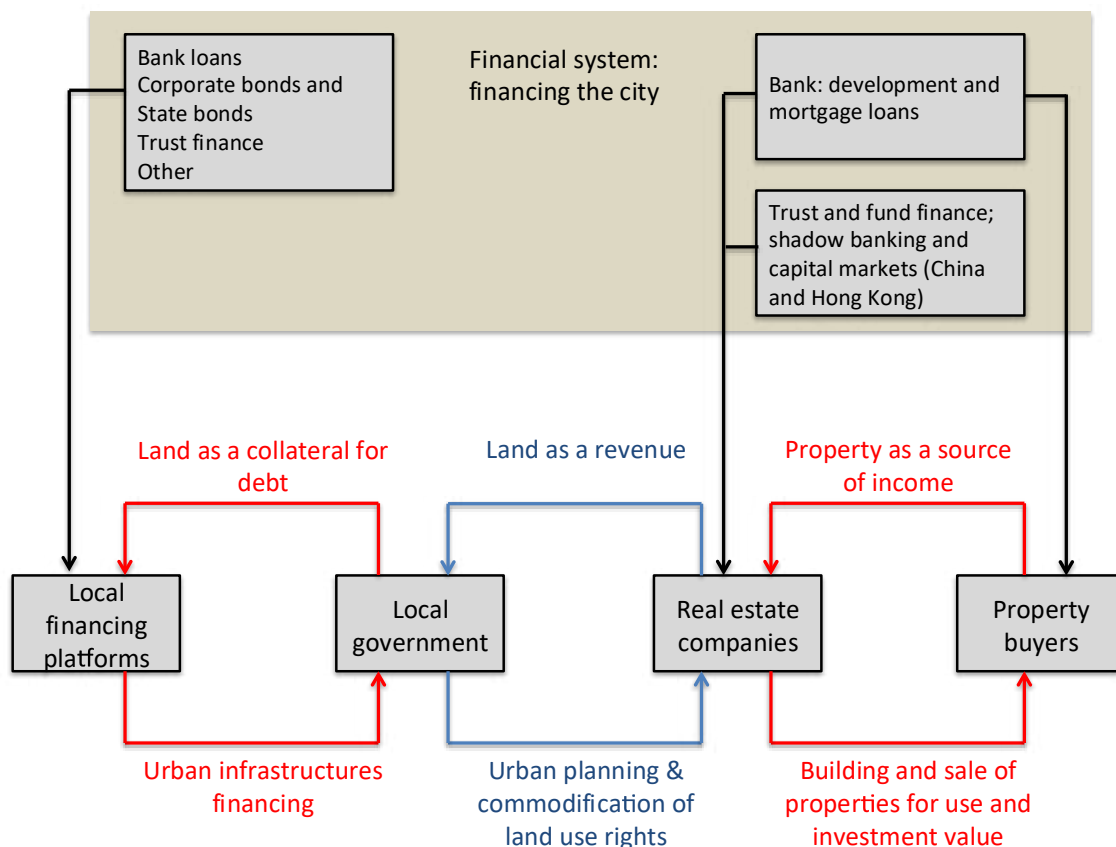 Bank loans
Corporate bonds and
State bonds
Trust finance
Other
Financial system:
financing the city
Bank: development and
mortgage loans
Trust and fund finance;
shadow banking and
capital markets (China
and Hong Kong)
Land as a collateral for
debt
Land as a revenue
Property as a source
of income
Local
financing
platforms
Local
government
Real estate
companies
Property
buyers
Urban infrastructures
financing
Urban planning &
commodification of
land use rights
Building and sale of
properties for use and
investment value